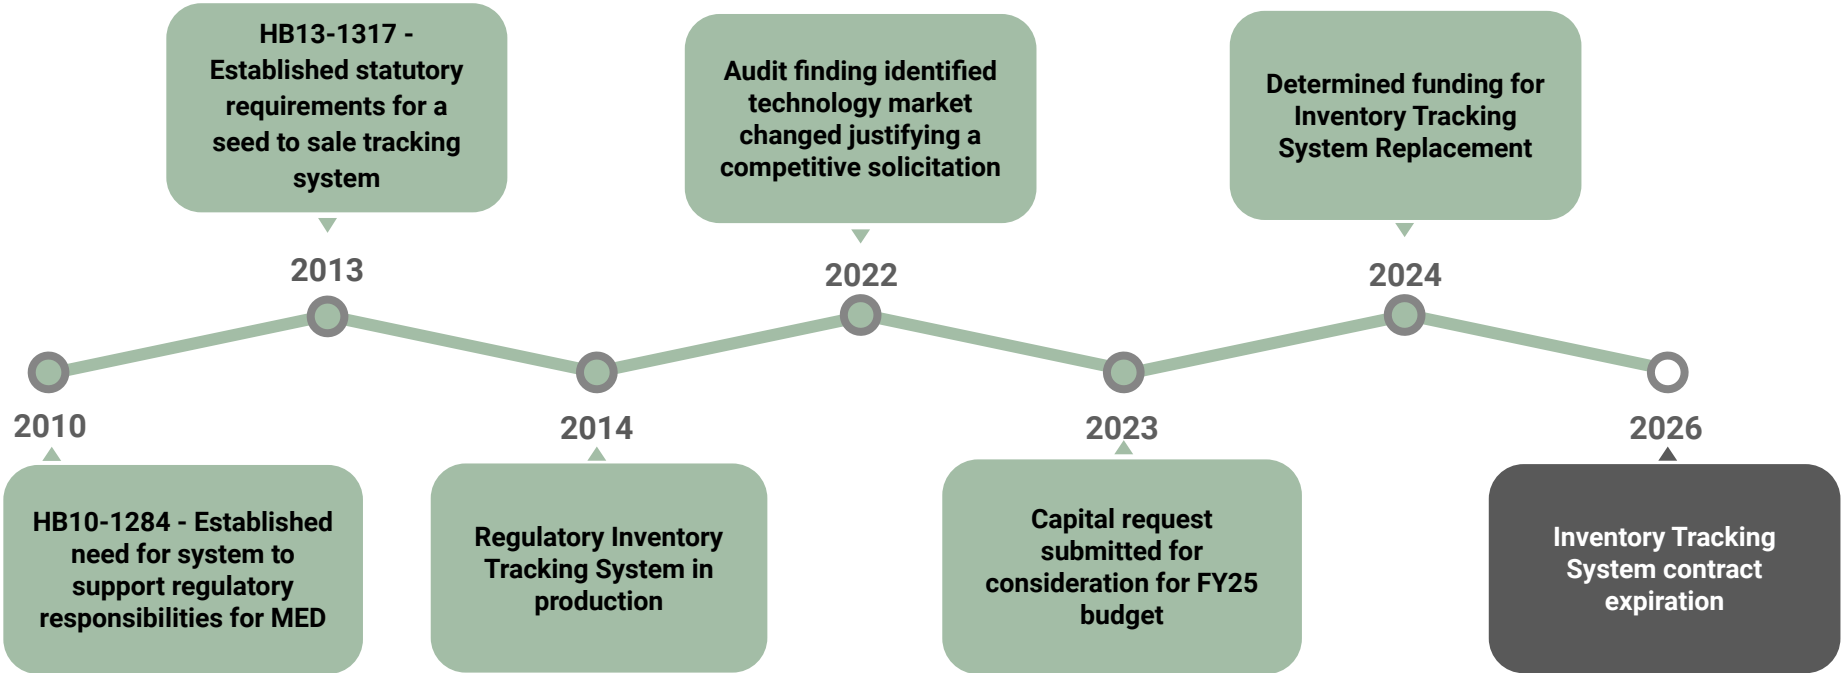 HB13-1317 -
Established statutory
requirements for a
seed to sale tracking
system
Audit finding identified
technology market
changed justifying a
competitive solicitation
Determined funding for
Inventory Tracking
System Replacement
2013
2022
2024
2010
2014
2023
2026
HB10-1284 - Established
need for system to
support regulatory
responsibilities for MED
Regulatory Inventory
Tracking System in
production
Capital request
submitted for
consideration for FY25
budget
Inventory Tracking
System contract
expiration